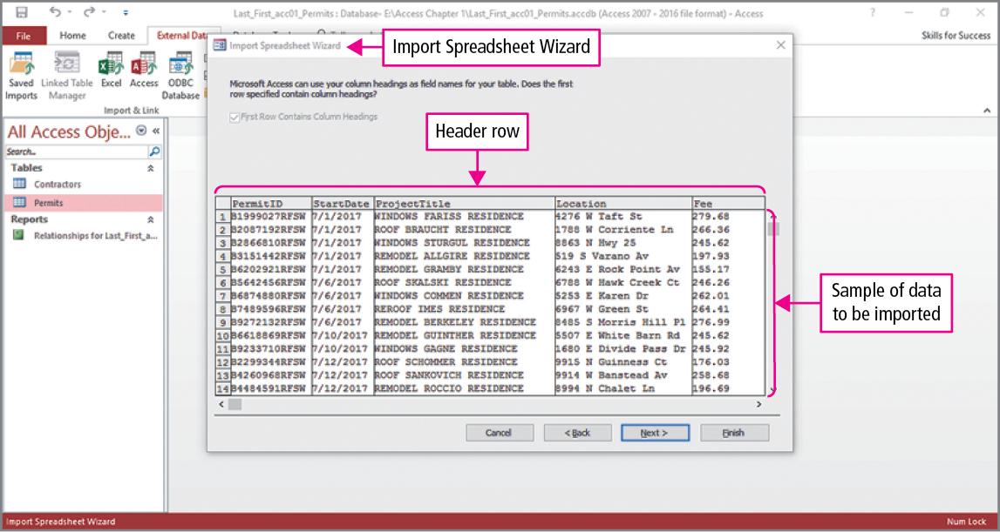 Last_First_acc01_Permits : Database- E:\Access Chapter 1\Last_First_acc01_Permits.accdb (Access 2007 - 2016 file format) - Access
File Home Create External Data
Skills for Success
Saved Imports
Linked Table Manager
Excel
Access
ODBC Database
Import & Link
All Access Obje...
Search...
Tables
Contractors
Permits
Reports
Relationships for Last_First_a...
Import Spreadsheet Wizard
Import Spreadsheet Wizard
Microsoft Access can use your column headings as field names for your table. Does the first
row specified contain column headings?
First Row Contains Column Headings
Header row
PermitID StartDate ProjectTitle Location Fee
1 B1999027RFSW 7/1/2017 WINDOWS FARISS RESIDENCE 4276 W Taft St 279.68
2 B2087192RFSW 7/1/2017 ROOF BRAUCHT RESIDENCE 1788 W Corriente Ln 266.36
3 B2866810RFSW 7/1/2017 WINDOWS STURGUL RESIDENCE 8863 N Hwy 25 245.62
4 B3151442RFSW 7/1/2017 REMODEL ALLGIRE RESIDENCE 519 S Varano Av 197.93
5 B6202921RFSW 7/1/2017 REMODEL GRAMBY RESIDENCE 6243 E Rock Point Av 155.17
6 B5642456RFSW 7/6/2017 ROOF SKALSKI RESIDENCE 6788 W Hawk Creek Ct 246.26
7 B6874880RFSW 7/6/2017 WINDOWS COMMEN RESIDENCE 5253 E Karen Dr 262.01
8 B7489596RFSW 7/6/2017 REROOF IMES RESIDENCE 6967 W Green St 264.41
9 B9272132RFSW 7/6/2017 REMODEL BERKELEY RESIDENCE 8485 S Morris Hill Pl 276.99
10 B6618869RFSW 7/10/2017 REMODEL GUINTHER RESIDENCE 5507 E White Barn Rd 245.62
11 B9233710RFSW 7/10/2017 WINDOWS GAGNE RESIDENCE 1680 E Divide Pass Dr 245.92
12 B2299344RFSW 7/12/2017 ROOF SCHOMMER RESIDENCE 9915 N Guinness Ct 176.03
13 B4260968RFSW 7/12/2017 ROOF SANKOVICH RESIDENCE 9914 W Banstead Av 258.68
14 B4484591RFSW 7/12/2017 REMODEL ROCCIO RESIDENCE 8994 N Chalet Ln 196.69
Sample of data
to be imported
Cancel < Back Next > Finish
Import Spreadsheet Wizard
Num Lock